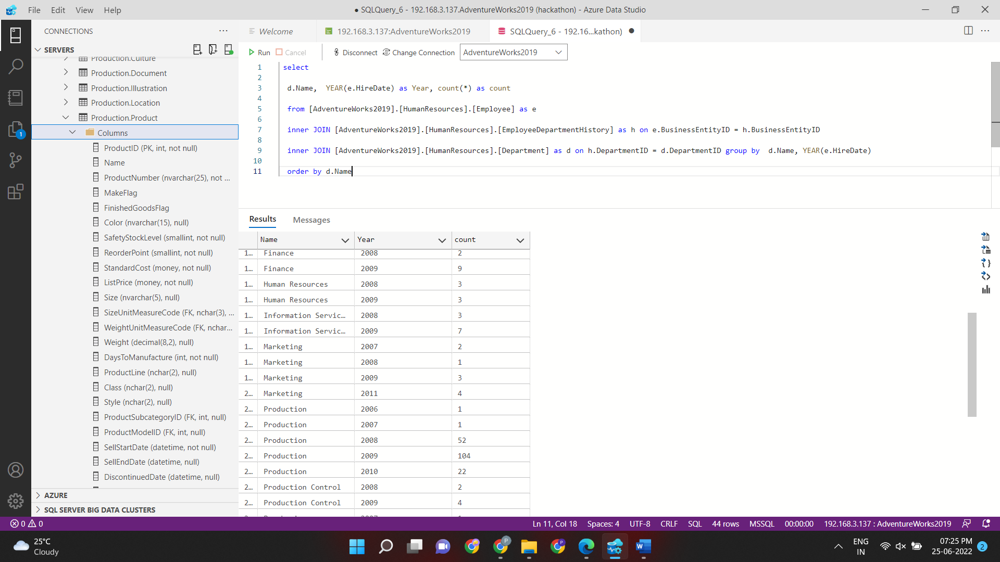 File Edit View Help
● SQLQuery_6 - 192.168.3.137.AdventureWorks2019 (hackathon) - Azure Data Studio
CONNECTIONS
SERVERS
Production.Culture
Production.Document
Production.Illustration
Production.Location
Production.Product
Columns
ProductID (PK, int, not null)
Name
ProductNumber (nvarchar(25), not ...
MakeFlag
FinishedGoodsFlag
Color (nvarchar(15), null)
SafetyStockLevel (smallint, not null)
ReorderPoint (smallint, not null)
StandardCost (money, not null)
ListPrice (money, not null)
Size (nvarchar(5), null)
SizeUnitMeasureCode (FK, nchar(3), ...
WeightUnitMeasureCode (FK, nchar...
Weight (decimal(8,2), null)
DaysToManufacture (int, not null)
ProductLine (nchar(2), null)
Class (nchar(2), null)
Style (nchar(2), null)
ProductSubcategoryID (FK, int, null)
ProductModelID (FK, int, null)
SellStartDate (datetime, not null)
SellEndDate (datetime, null)
DiscontinuedDate (datetime, null)
AZURE
SQL SERVER BIG DATA CLUSTERS
1
Welcome 192.168.3.137:AdventureWorks2019 SQLQuery_6 - 192.16...kathon) ●
Run Cancel Disconnect Change Connection AdventureWorks2019
1 select
2
3 d.Name, YEAR(e.HireDate) as Year, count(*) as count
4
5 from [AdventureWorks2019].[HumanResources].[Employee] as e
6
7 inner JOIN [AdventureWorks2019].[HumanResources].[EmployeeDepartmentHistory] as h on e.BusinessEntityID = h.BusinessEntityID
8
9 inner JOIN [AdventureWorks2019].[HumanResources].[Department] as d on h.DepartmentID = d.DepartmentID group by d.Name, YEAR(e.HireDate)
10
11 order by d.Name
Results Messages
Name Year count
1... Finance 2008 2
1... Finance 2009 9
1... Human Resources 2008 3
1... Human Resources 2009 3
1... Information Servic... 2008 3
1... Information Servic... 2009 7
1... Marketing 2007 2
1... Marketing 2008 1
1... Marketing 2009 3
2... Marketing 2011 4
2... Production 2006 1
2... Production 2007 1
2... Production 2008 52
2... Production 2009 104
2... Production 2010 22
2... Production Control 2008 2
2... Production Control 2009 4
0 0 Ln 11, Col 18 Spaces: 4 UTF-8 CRLF SQL 44 rows MSSQL 00:00:00 192.168.3.137 : AdventureWorks2019
25°C
Cloudy
ENG
IN
07:25 PM
25-06-2022
2